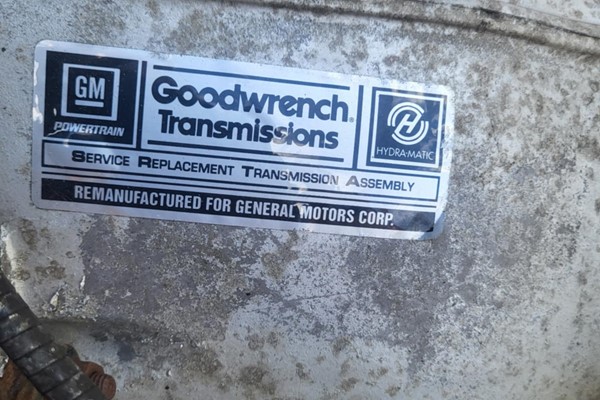 GM
POWERTRAIN
Goodwrench®
Transmissions
HYDRA-MATIC
SERVICE REPLACEMENT TRANSMISSION ASSEMBLY
REMANUFACTURED FOR GENERAL MOTORS CORP.